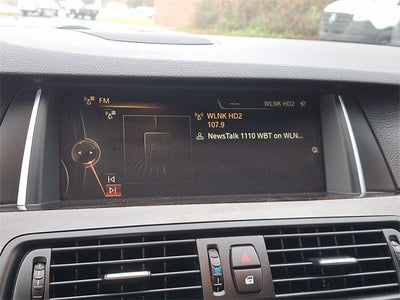 FM
WLNK HD2
WLNK HD2
107.9
NewsTalk 1110 WBT on WLN...